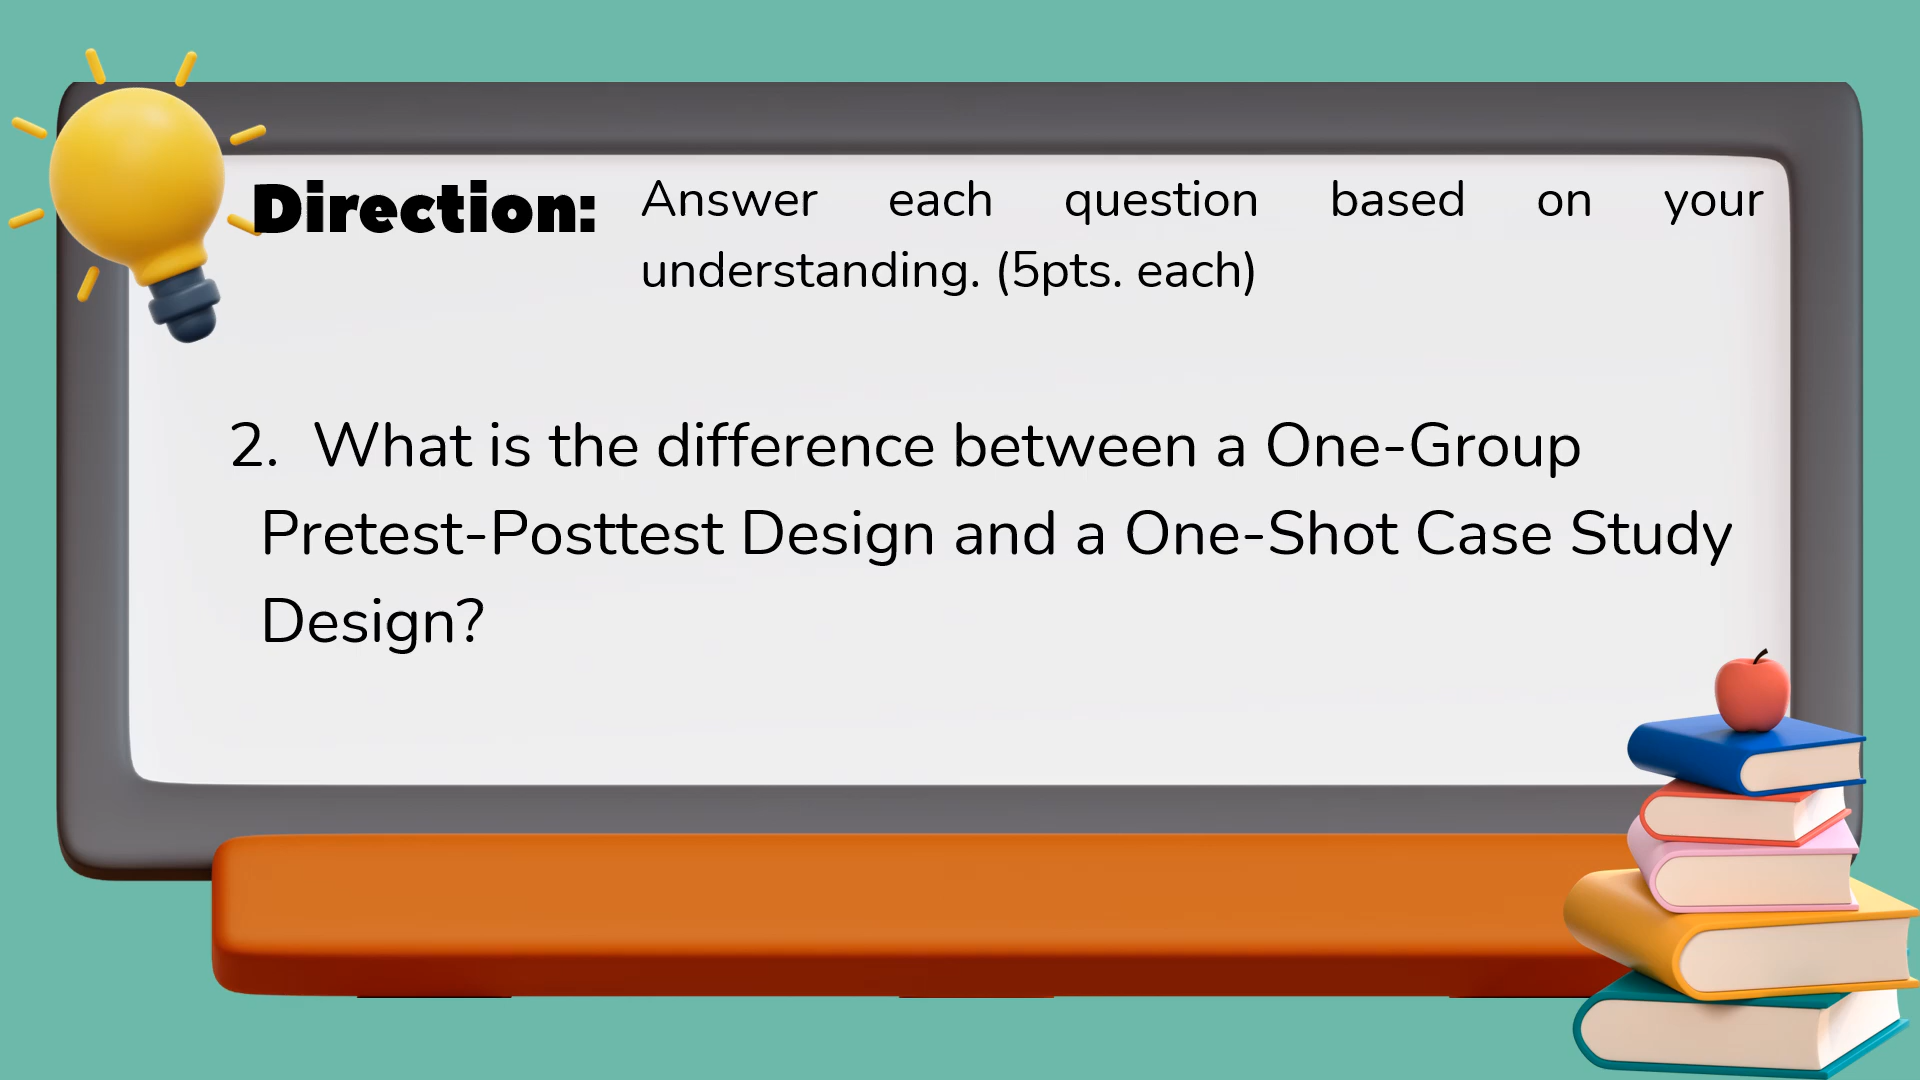 Direction:
Answer each question based on your
understanding. (5pts. each)
2. What is the difference between a One-Group
Pretest-Posttest Design and a One-Shot Case Study
Design?